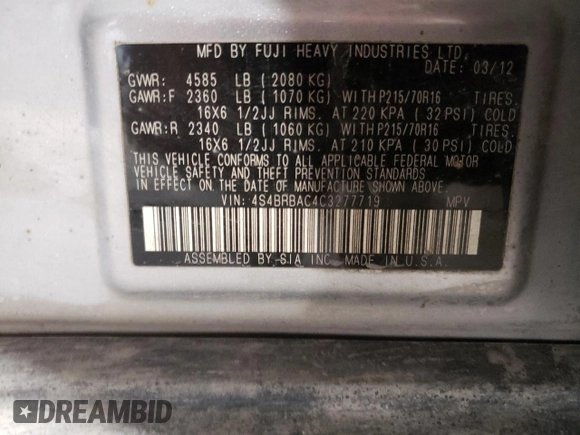 MFD BY FUJI HEAVY INDUSTRIES LTD.
DATE: 03/12
GVWR: 4585 LB ( 2080 KG)
GAWR:F 2360 LB ( 1070 KG) WITH P215/70R16 TIRES.
16X6 1/2JJ RIMS. AT 220 KPA ( 32 PSI) COLD
GAWR:R 2340 LB ( 1060 KG) WITH P215/70R16 TIRES.
16X6 1/2JJ RIMS. AT 210 KPA ( 30 PSI) COLD
THIS VEHICLE CONFORMS TO ALL APPLICABLE FEDERAL MOTOR
VEHICLE SAFETY AND THEFT PREVENTION STANDARDS
IN EFFECT ON THE DATE OF MANUFACTURE SHOWN ABOVE.
VIN: 4S4BRBAC4C3277719 MPV
ASSEMBLED BY SIA INC. MADE IN U.S.A.
DREAMBID